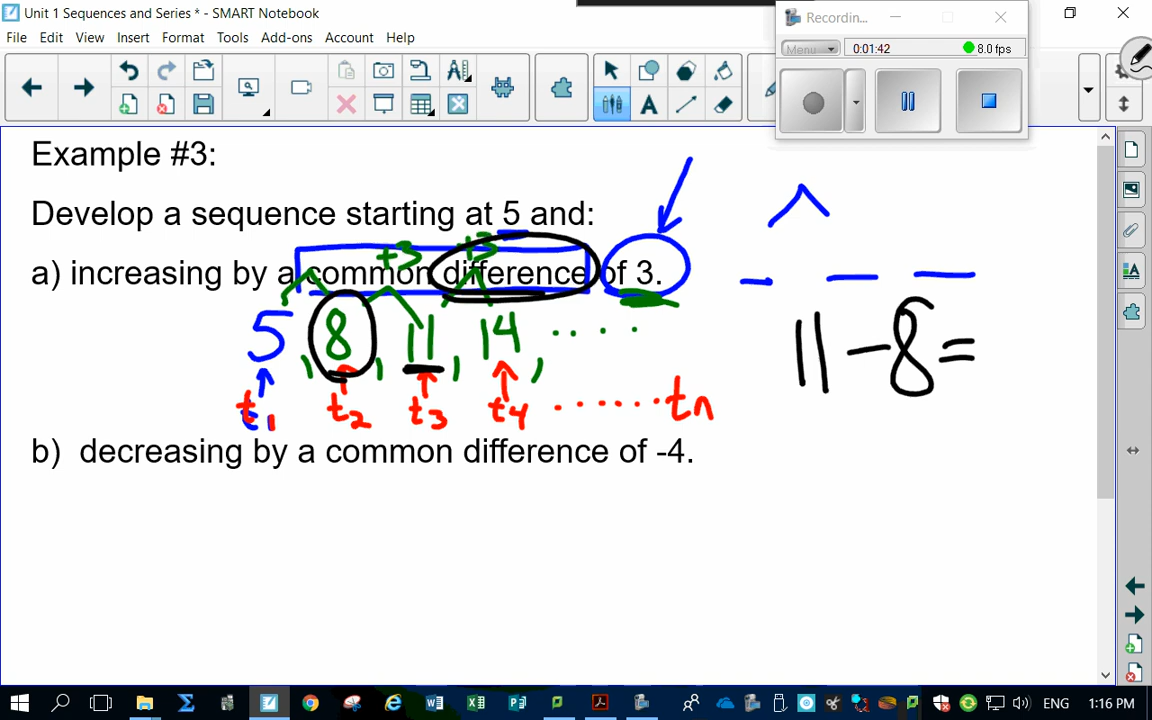 Unit 1 Sequences and Series * - SMART Notebook
Recordin...
File Edit View Insert Format Tools Add-ons Account Help
Menu 0:01:42 8.0 fps
Example #3:
Develop a sequence starting at 5 and:
+3 +3
a) increasing by a common difference of 3.
5, 8, 11, 14, ....
11-8=
t1 t2 t3 t4 ....... tn
b) decreasing by a common difference of -4.
ENG 1:16 PM